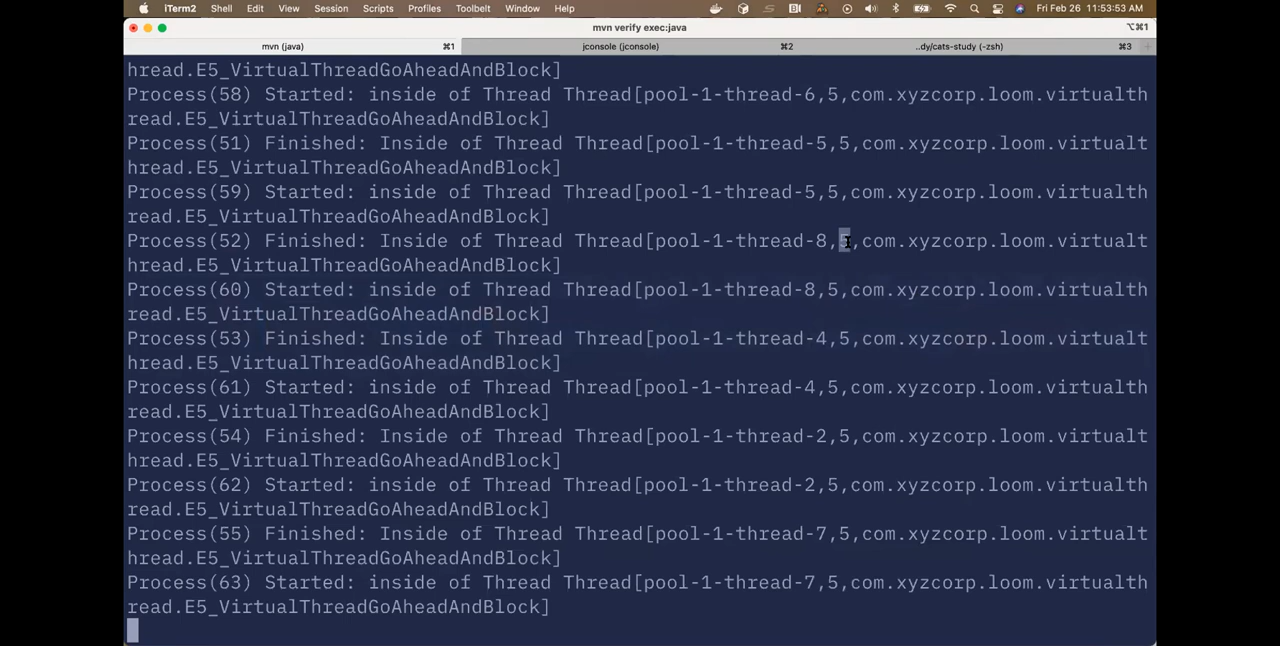 iTerm2 Shell Edit View Session Scripts Profiles Toolbelt Window Help Fri Feb 26 11:53:53 AM
mvn verify exec:java ⌥⌘1
mvn (java) ⌘1 jconsole (jconsole) ⌘2 ..dy/cats-study (-zsh) ⌘3 +
hread.E5_VirtualThreadGoAheadAndBlock]
Process(58) Started: inside of Thread Thread[pool-1-thread-6,5,com.xyzcorp.loom.virtualth
read.E5_VirtualThreadGoAheadAndBlock]
Process(51) Finished: Inside of Thread Thread[pool-1-thread-5,5,com.xyzcorp.loom.virtualt
hread.E5_VirtualThreadGoAheadAndBlock]
Process(59) Started: inside of Thread Thread[pool-1-thread-5,5,com.xyzcorp.loom.virtualth
read.E5_VirtualThreadGoAheadAndBlock]
Process(52) Finished: Inside of Thread Thread[pool-1-thread-8,5,com.xyzcorp.loom.virtualt
hread.E5_VirtualThreadGoAheadAndBlock]
Process(60) Started: inside of Thread Thread[pool-1-thread-8,5,com.xyzcorp.loom.virtualth
read.E5_VirtualThreadGoAheadAndBlock]
Process(53) Finished: Inside of Thread Thread[pool-1-thread-4,5,com.xyzcorp.loom.virtualt
hread.E5_VirtualThreadGoAheadAndBlock]
Process(61) Started: inside of Thread Thread[pool-1-thread-4,5,com.xyzcorp.loom.virtualth
read.E5_VirtualThreadGoAheadAndBlock]
Process(54) Finished: Inside of Thread Thread[pool-1-thread-2,5,com.xyzcorp.loom.virtualt
hread.E5_VirtualThreadGoAheadAndBlock]
Process(62) Started: inside of Thread Thread[pool-1-thread-2,5,com.xyzcorp.loom.virtualth
read.E5_VirtualThreadGoAheadAndBlock]
Process(55) Finished: Inside of Thread Thread[pool-1-thread-7,5,com.xyzcorp.loom.virtualt
hread.E5_VirtualThreadGoAheadAndBlock]
Process(63) Started: inside of Thread Thread[pool-1-thread-7,5,com.xyzcorp.loom.virtualth
read.E5_VirtualThreadGoAheadAndBlock]